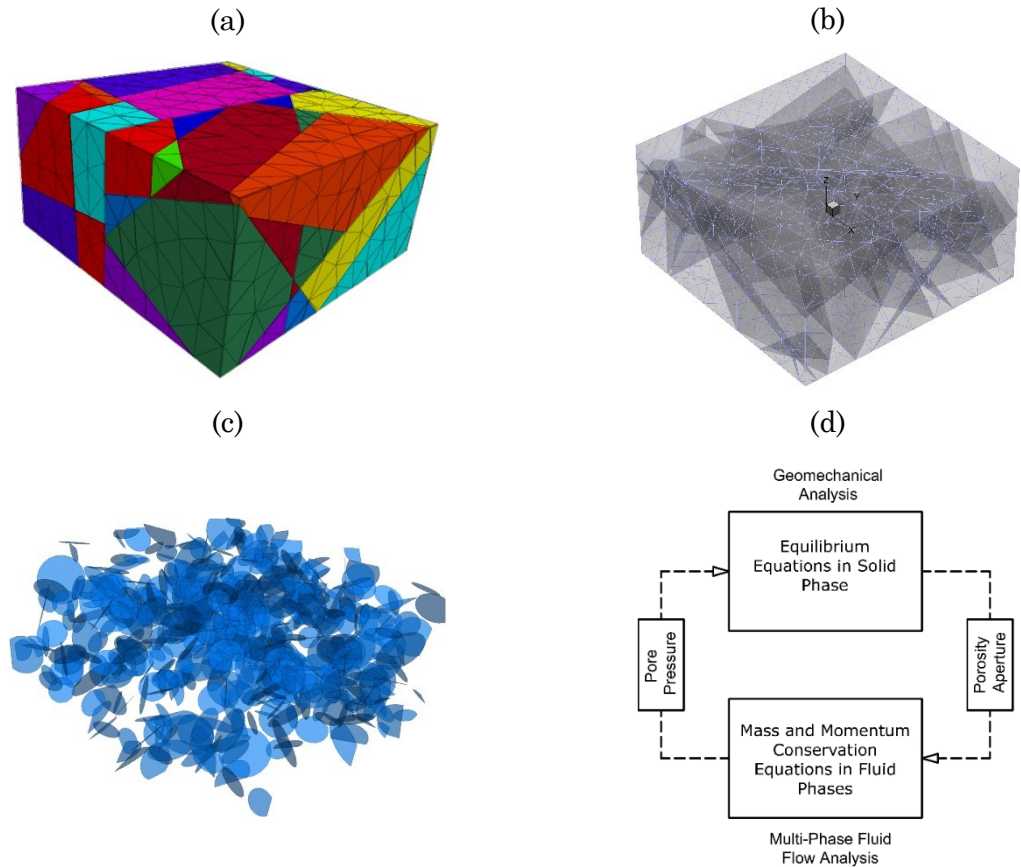 (a)
(b)
Z
Y
X
(c)
(d)
Geomechanical
Analysis
Equilibrium
Equations in Solid
Phase
Pore
Pressure
Porosity
Aperture
Mass and Momentum
Conservation
Equations in Fluid
Phases
Multi-Phase Fluid
Flow Analysis